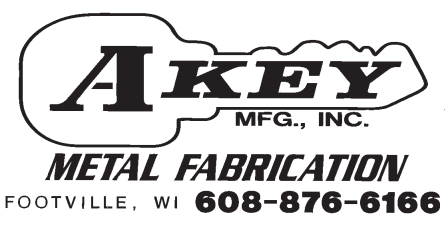 AKEY
MFG., INC.
METAL FABRICATION
FOOTVILLE, WI 608-876-6166